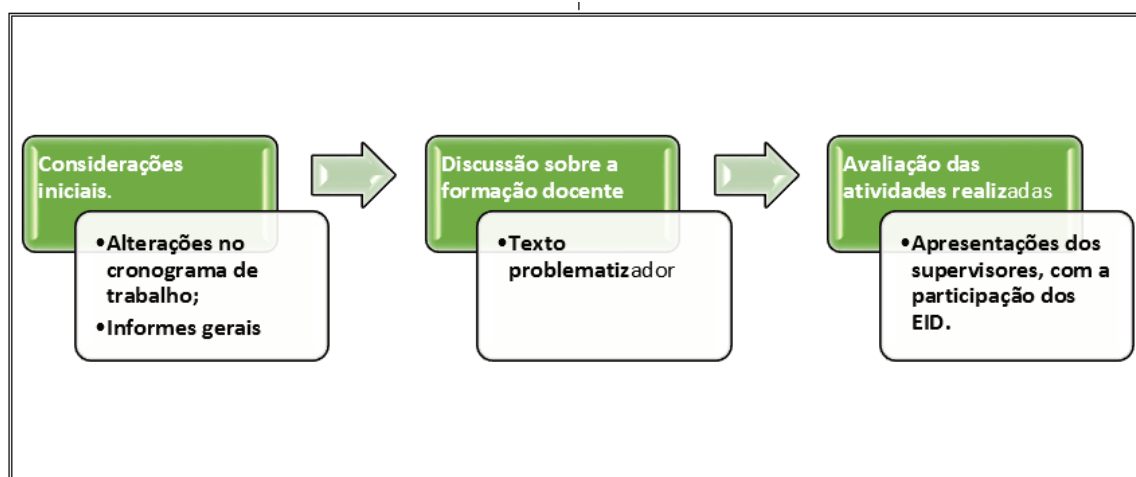 Considerações
iniciais.
•Alterações no
cronograma de
trabalho;
•Informes gerais
Discussão sobre a
formação docente
•Texto
problematizador
Avaliação das
atividades realizadas
•Apresentações dos
supervisores, com a
participação dos
EID.